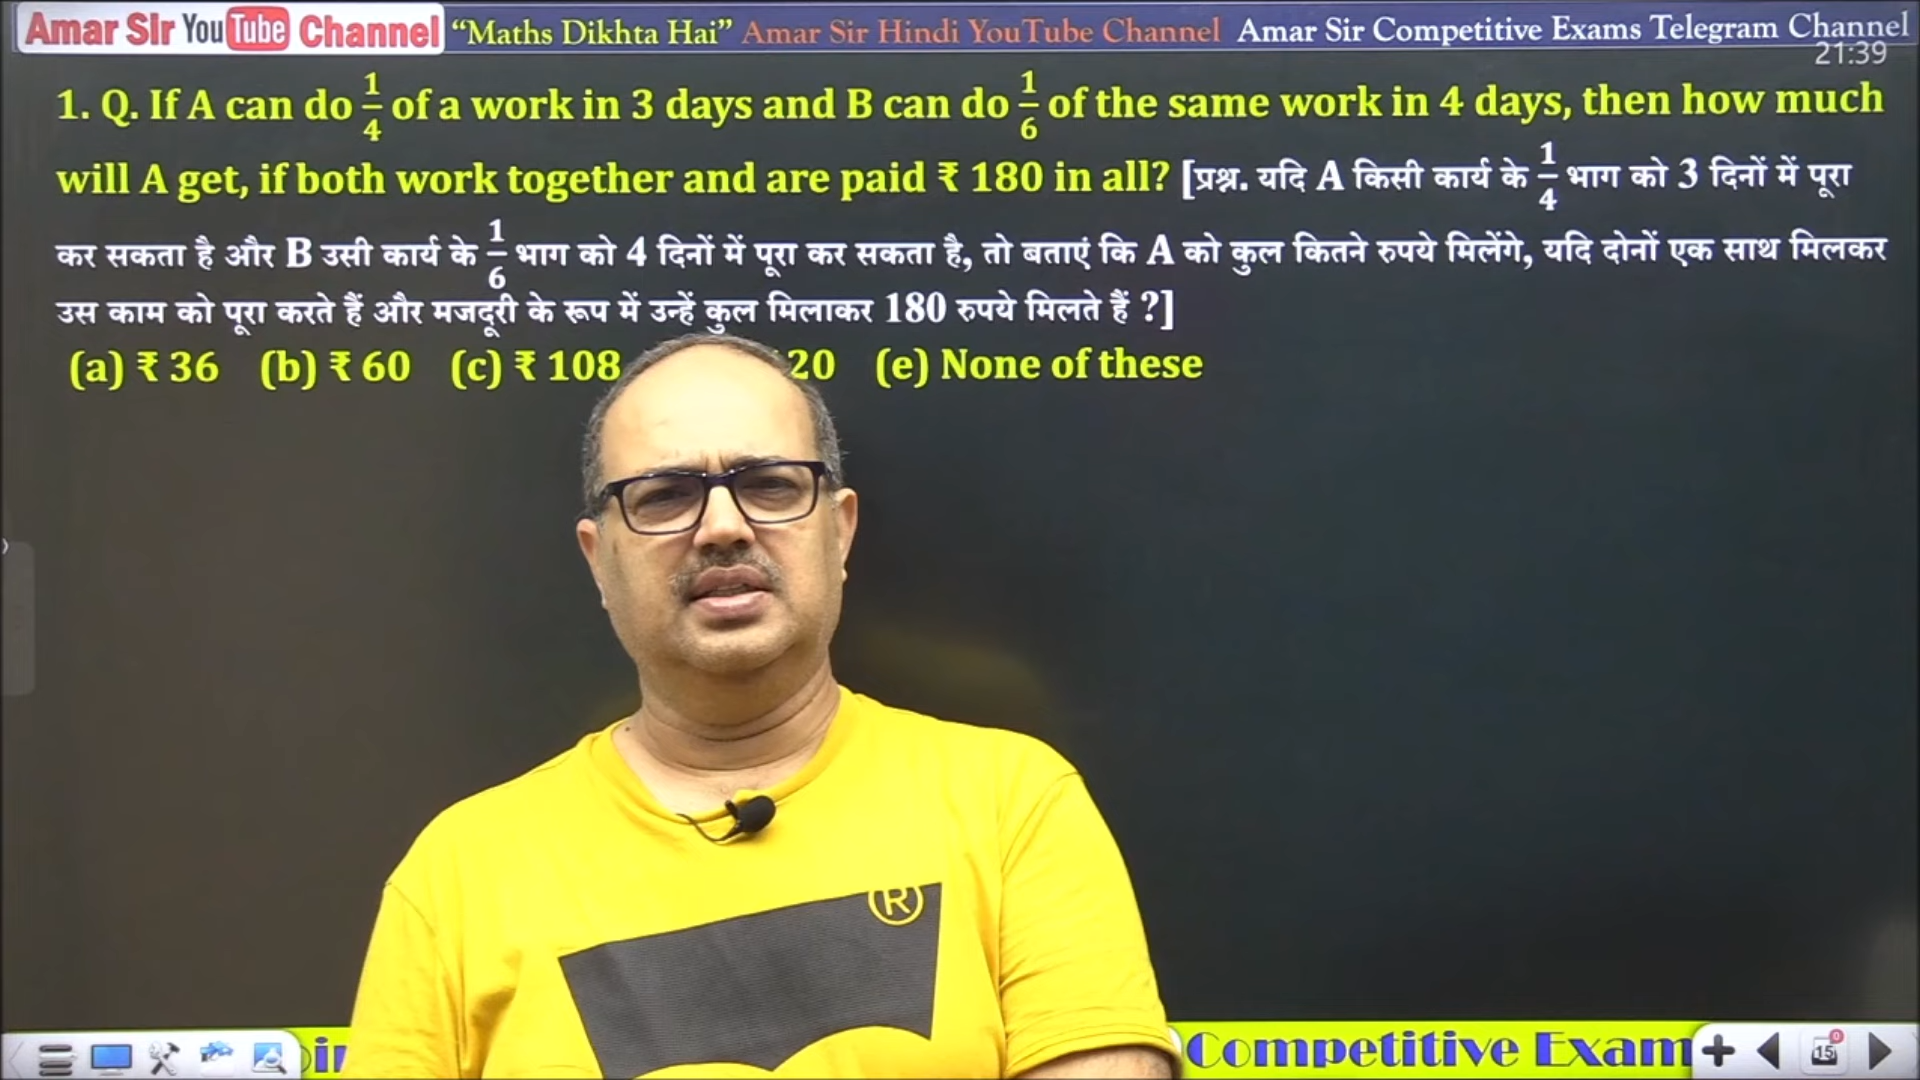 Amar Sir YouTube Channel "Maths Dikhta Hai" Amar Sir Hindi YouTube Channel Amar Sir Competitive Exams Telegram Channel
21:39
1. Q. If A can do 1/4 of a work in 3 days and B can do 1/6 of the same work in 4 days, then how much
will A get, if both work together and are paid ₹ 180 in all? [प्रश्न. यदि A किसी कार्य के 1/4 भाग को 3 दिनों में पूरा
कर सकता है और B उसी कार्य के 1/6 भाग को 4 दिनों में पूरा कर सकता है, तो बताएं कि A को कुल कितने रुपये मिलेंगे, यदि दोनों एक साथ मिलकर
उस काम को पूरा करते हैं और मजदूरी के रूप में उन्हें कुल मिलाकर 180 रुपये मिलते हैं ?]
(a) ₹ 36 (b) ₹ 60 (c) ₹ 108 20 (e) None of these
®
Competitive Exam
15 0